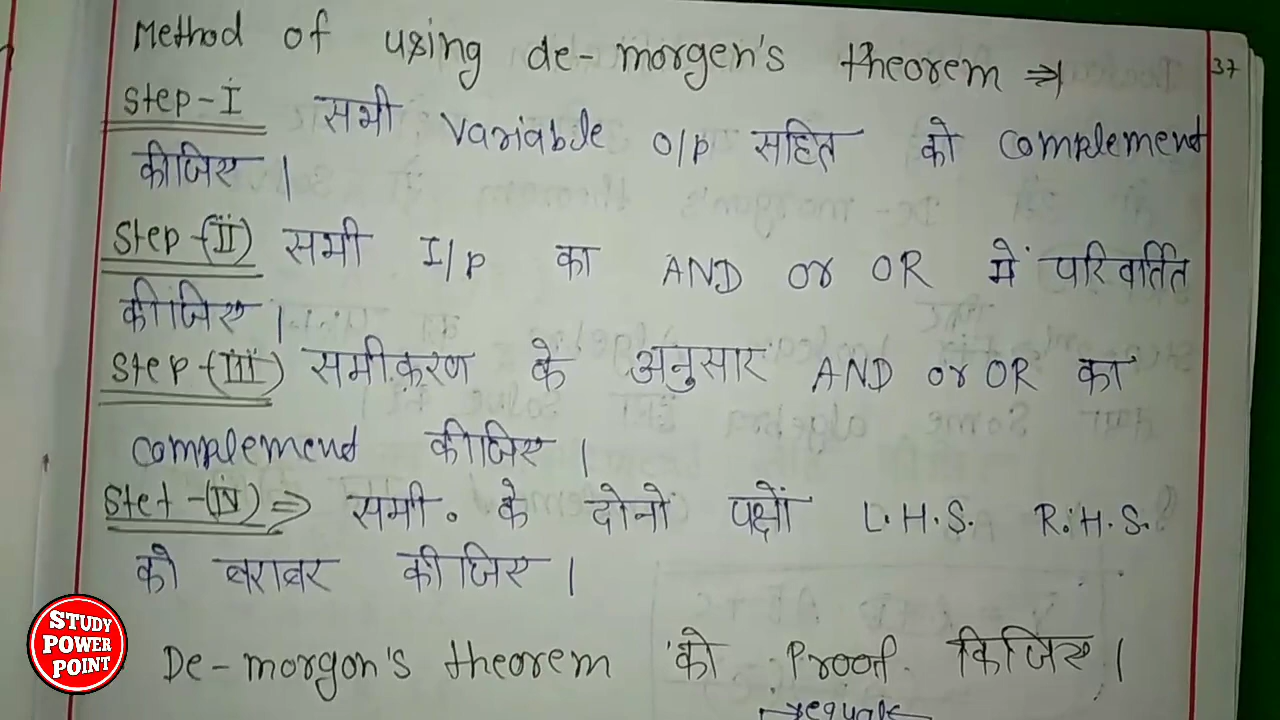 Method of using de-morgen's theorem ⇒
37
Step-I सभी variable o/p सहित को complement
कीजिए ।
Step-(II) सभी I/p का AND or OR में परिवर्तित
कीजिए ।
Step-(III) समीकरण के अनुसार AND or OR का
complement कीजिए ।
Stet-(IV)⇒ समी. के दोनो पक्षों L.H.S. R.H.S.
को बराबर कीजिए ।
De-morgon's theorem को Proof किजिए ।
STUDY
POWER
POINT